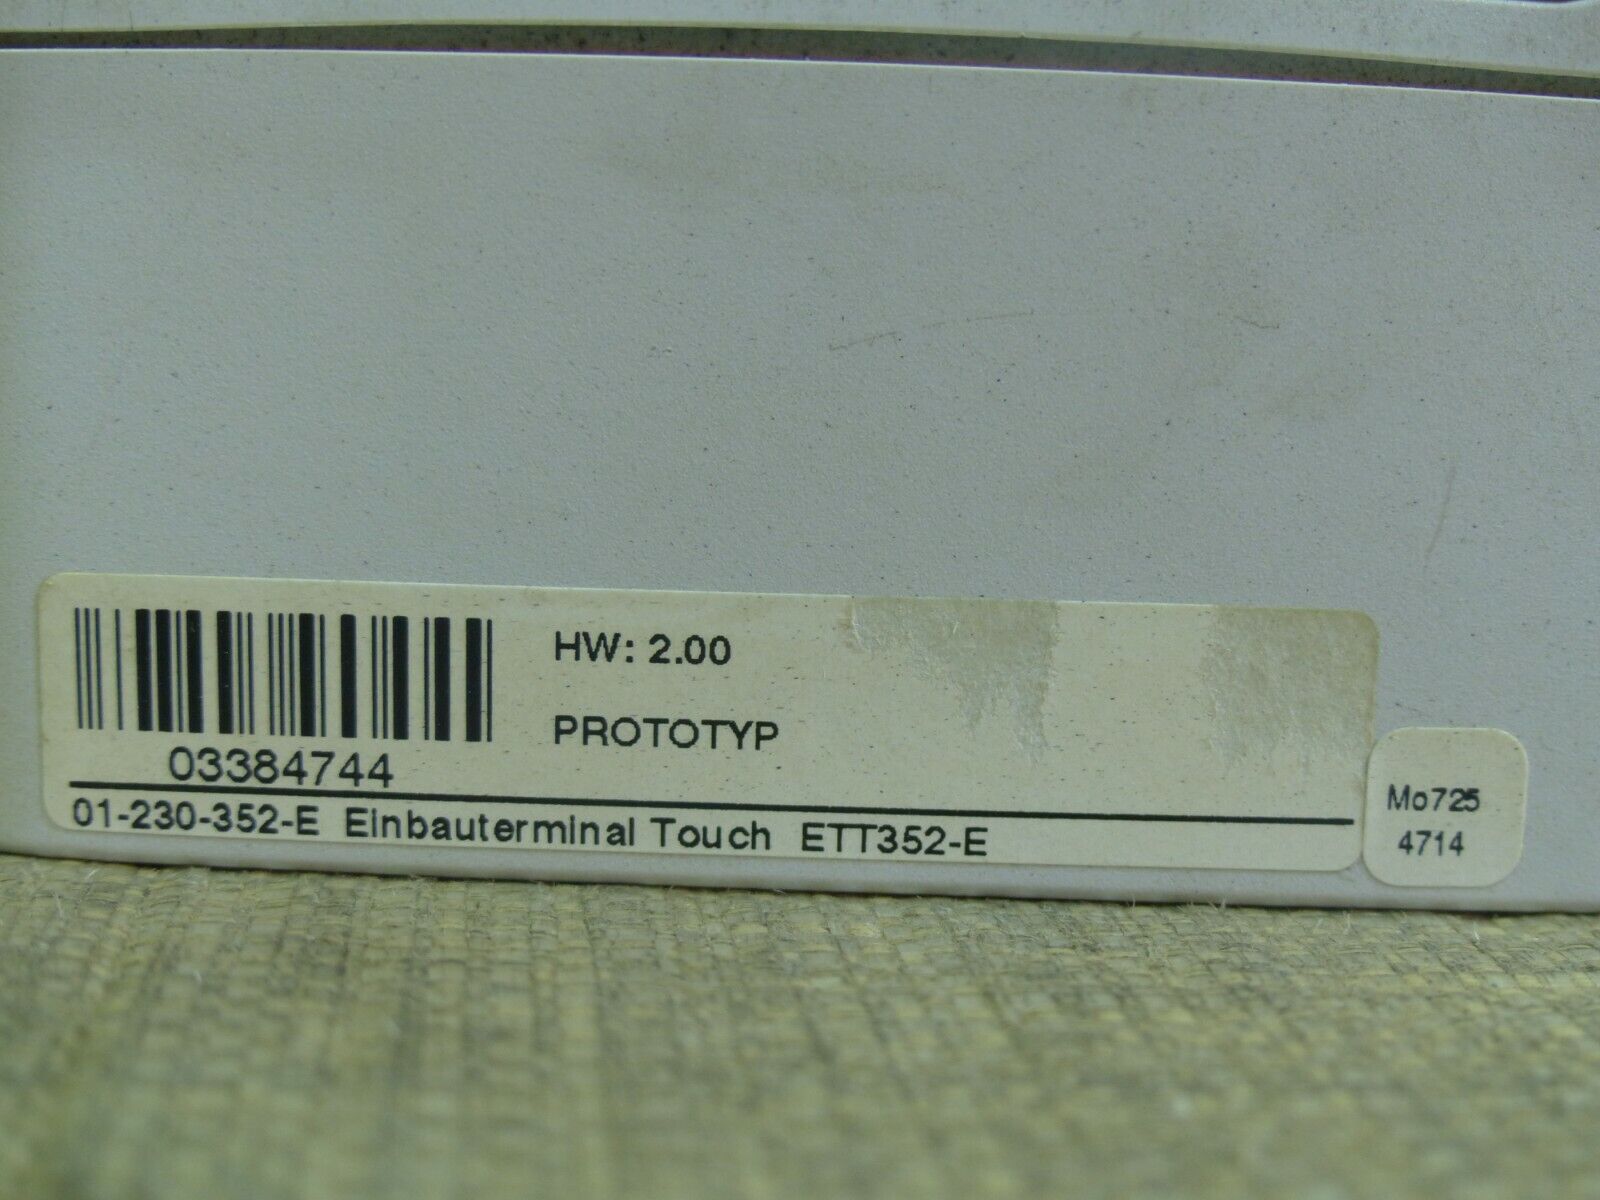 HW: 2.00
PROTOTYP
03384744
01-230-352-E Einbauterminal Touch ETT352-E
Mo725
4714